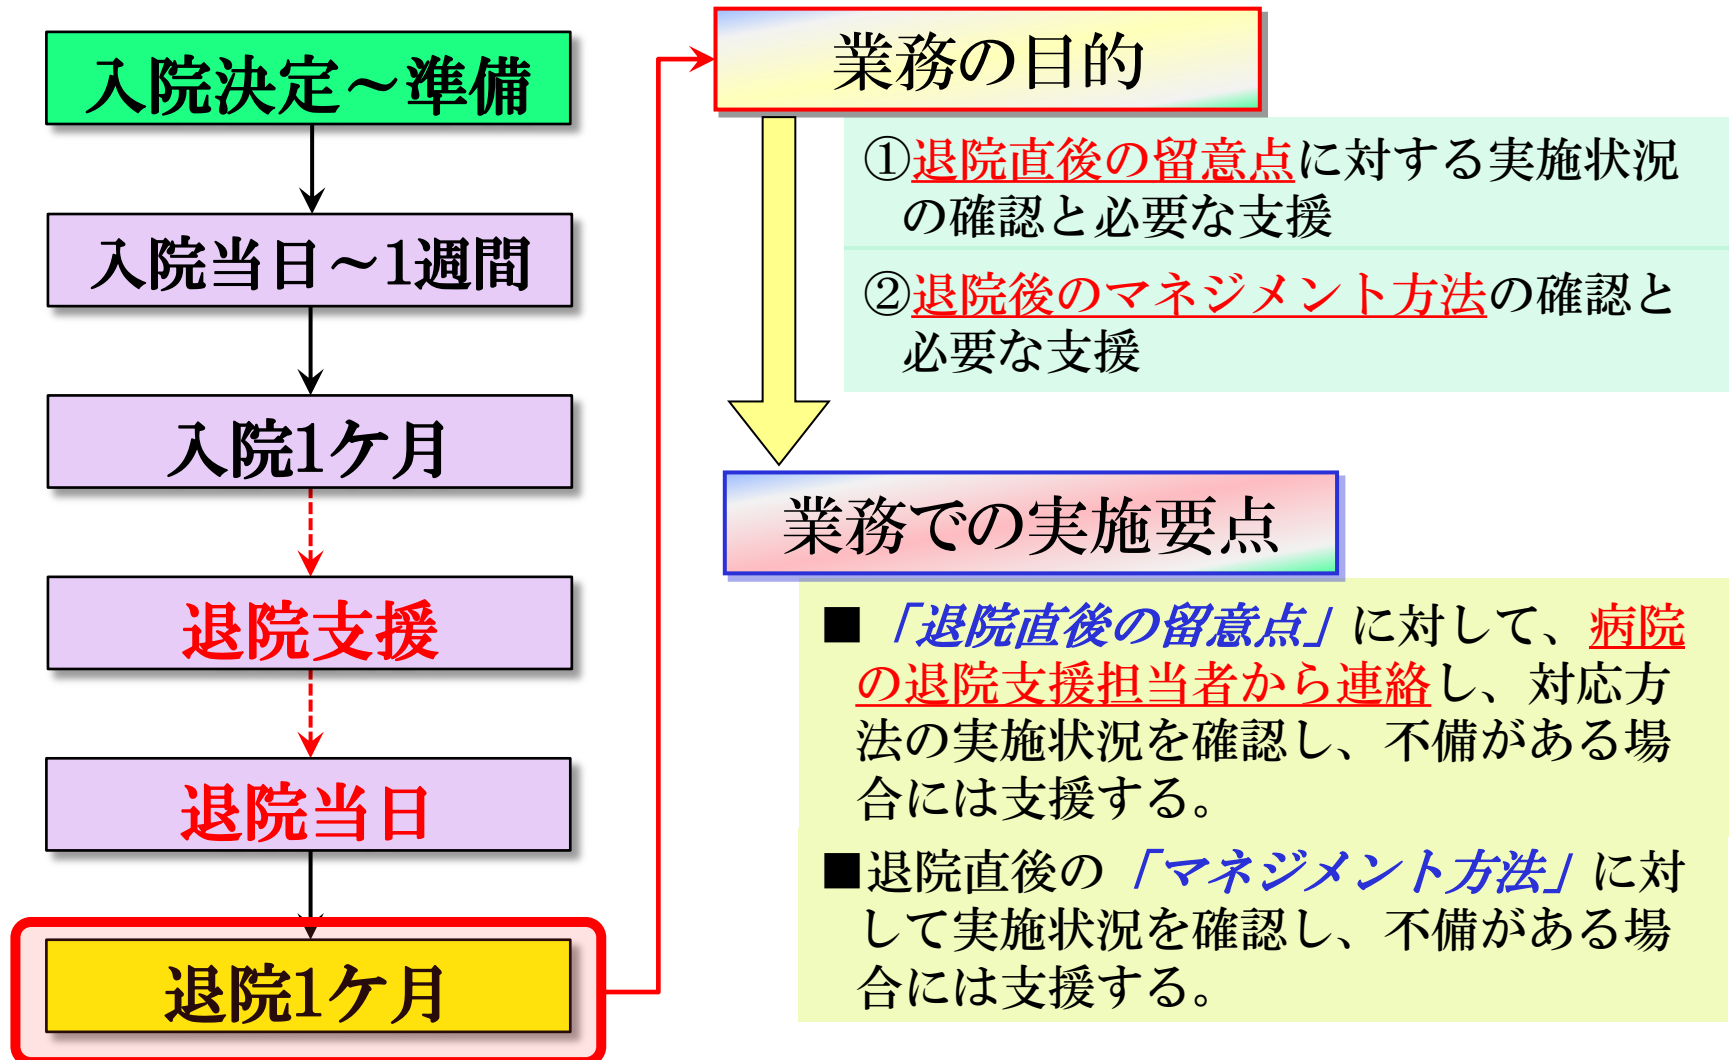 入院決定～準備
入院当日～1週間
入院1ケ月
退院支援
退院当日
退院1ケ月
業務の目的
①退院直後の留意点に対する実施状況
の確認と必要な支援
②退院後のマネジメント方法の確認と
必要な支援
業務での実施要点
■「退院直後の留意点」に対して、病院
の退院支援担当者から連絡し、対応方
法の実施状況を確認し、不備がある場
合には支援する。
■退院直後の「マネジメント方法」に対
して実施状況を確認し、不備がある場
合には支援する。